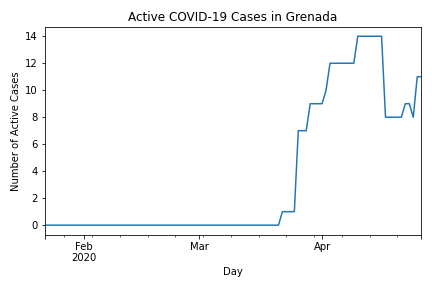 Active COVID-19 Cases in Grenada
Number of Active Cases
14
12
10
8
6
4
2
0
Feb
2020
Mar
Apr
Day